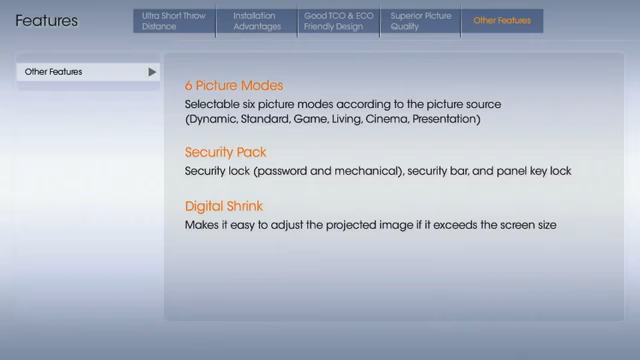 Features
Ultra Short Throw
Distance
Installation
Advantages
Good TCO & ECO
Friendly Design
Superior Picture
Quality
Other Features
Other Features
6 Picture Modes
Selectable six picture modes according to the picture source
(Dynamic, Standard, Game, Living, Cinema, Presentation)
Security Pack
Security lock (password and mechanical), security bar, and panel key lock
Digital Shrink
Makes it easy to adjust the projected image if it exceeds the screen size